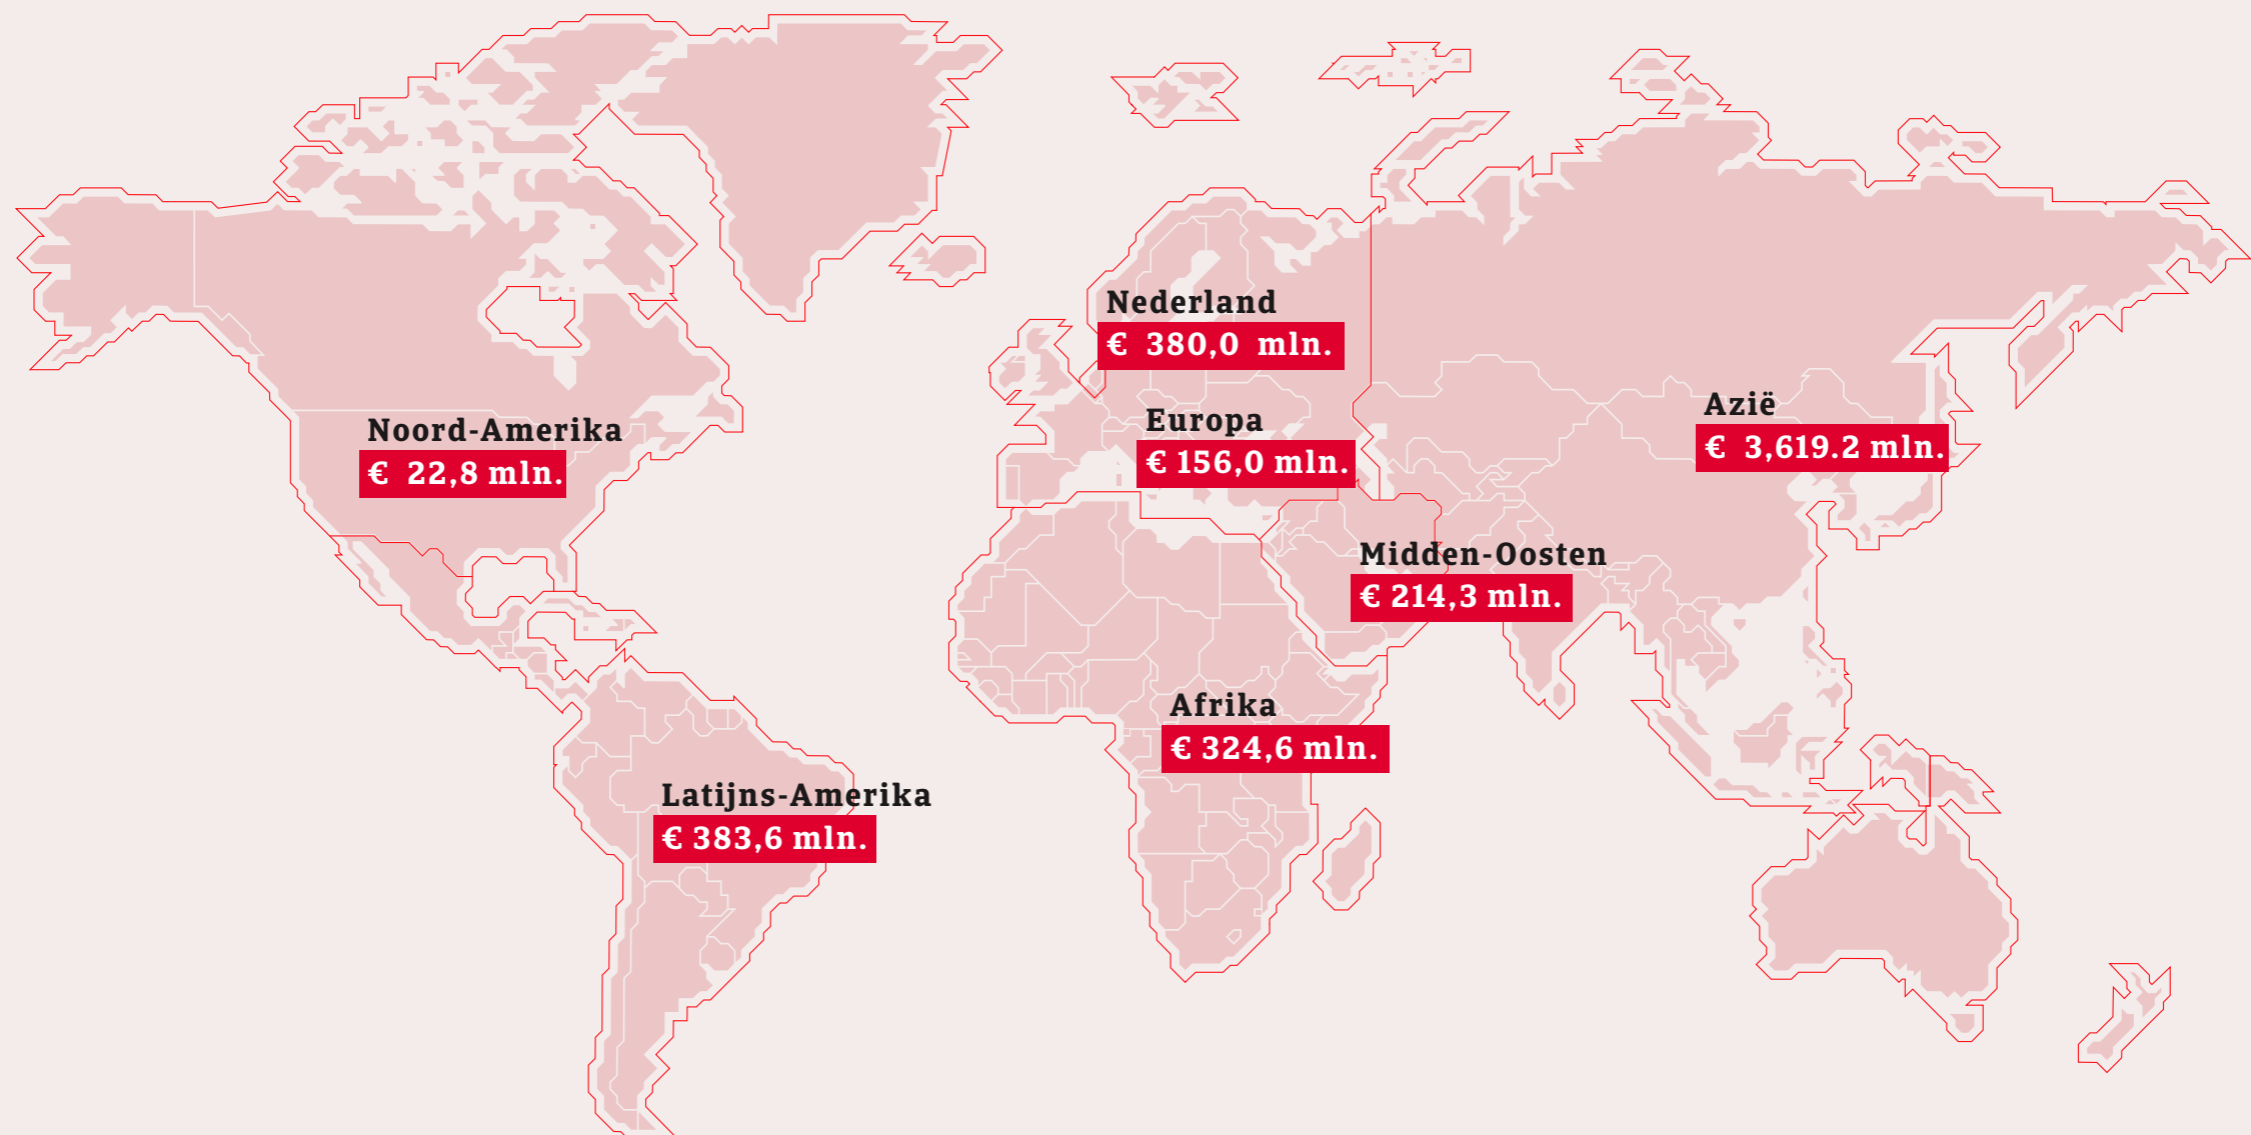 Nederland
€ 380,0 mln.
Azië
€ 3,619.2 mln.
Europa
€ 156,0 mln.
Noord-Amerika
€ 22,8 mln.
Midden-Oosten
€ 214,3 mln.
Afrika
€ 324,6 mln.
Latijns-Amerika
€ 383,6 mln.